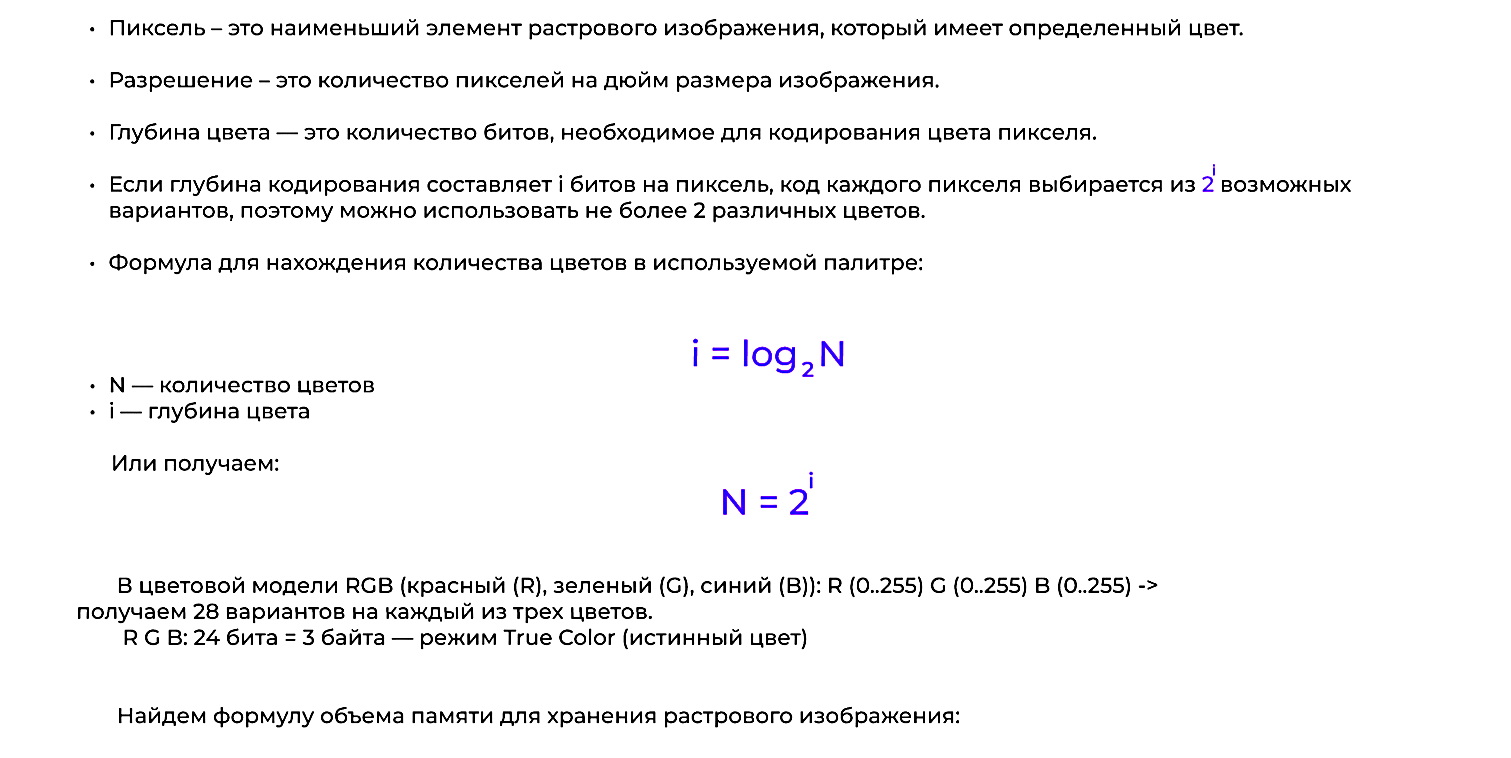 • Пиксель – это наименьший элемент растрового изображения, который имеет определенный цвет.
• Разрешение – это количество пикселей на дюйм размера изображения.
• Глубина цвета — это количество битов, необходимое для кодирования цвета пикселя.
• Если глубина кодирования составляет i битов на пиксель, код каждого пикселя выбирается из 2^i возможных
вариантов, поэтому можно использовать не более 2 различных цветов.
• Формула для нахождения количества цветов в используемой палитре:
i = log₂N
• N — количество цветов
• i — глубина цвета
Или получаем:
N = 2^i
В цветовой модели RGB (красный (R), зеленый (G), синий (B)): R (0..255) G (0..255) B (0..255) ->
получаем 28 вариантов на каждый из трех цветов.
R G B: 24 бита = 3 байта — режим True Color (истинный цвет)
Найдем формулу объема памяти для хранения растрового изображения: